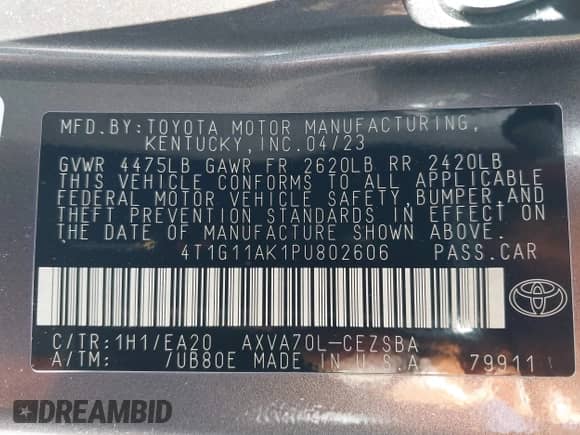 MFD.BY:TOYOTA MOTOR MANUFACTURING,
KENTUCKY,INC.04/23
GVWR 4475LB GAWR FR 2620LB RR 2420LB
THIS VEHICLE CONFORMS TO ALL APPLICABLE
FEDERAL MOTOR VEHICLE SAFETY,BUMPER,AND
THEFT PREVENTION STANDARDS IN EFFECT ON
THE DATE OF MANUFACTURE SHOWN ABOVE.
4T1G11AK1PU802606 PASS.CAR
C/TR:1H1/EA20 AXVA70L-CEZSBA
A/TM: /UB80E MADE IN U.S.A. 79911
DREAMBID